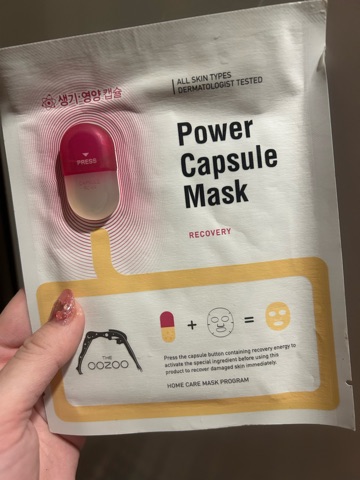 생기·영양 캡슐
ALL SKIN TYPES
DERMATOLOGIST TESTED
PRESS
Power
Capsule
Mask
RECOVERY
THE
OOZOO
+
=
Press the capsule button containing recovery energy to
activate the special ingredient before using this
product to recover damaged skin immediately.
HOME CARE MASK PROGRAM